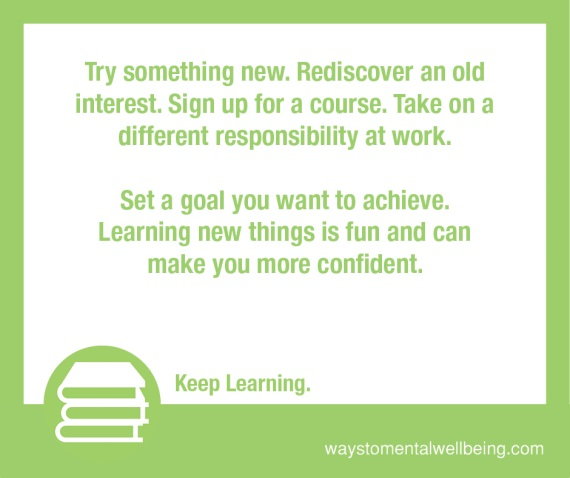 Try something new. Rediscover an old
interest. Sign up for a course. Take on a
different responsibility at work.
Set a goal you want to achieve.
Learning new things is fun and can
make you more confident.
Keep Learning.
waystomentalwellbeing.com